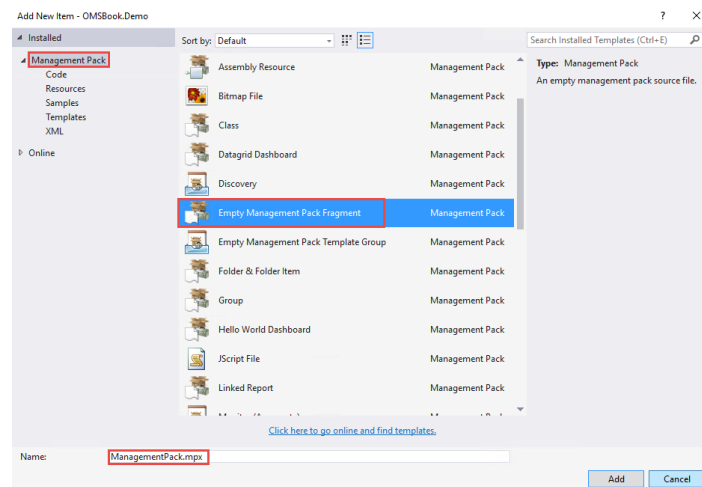 Add New Item - OMSBook.Demo ? X
Installed
Sort by: Default
Search Installed Templates (Ctrl+E)
Management Pack
Code
Resources
Samples
Templates
XML
Online
Assembly Resource Management Pack
Bitmap File Management Pack
Class Management Pack
Datagrid Dashboard Management Pack
Discovery Management Pack
Empty Management Pack Fragment Management Pack
Empty Management Pack Template Group Management Pack
Folder & Folder Item Management Pack
Group Management Pack
Hello World Dashboard Management Pack
JScript File Management Pack
Linked Report Management Pack
Type: Management Pack
An empty management pack source file.
Click here to go online and find templates.
Name: ManagementPack.mpx
Add Cancel